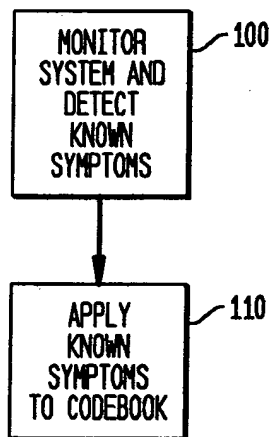 MONITOR
SYSTEM AND
DETECT
KNOWN
SYMPTOMS
100
APPLY
KNOWN
SYMPTOMS
TO CODEBOOK
110